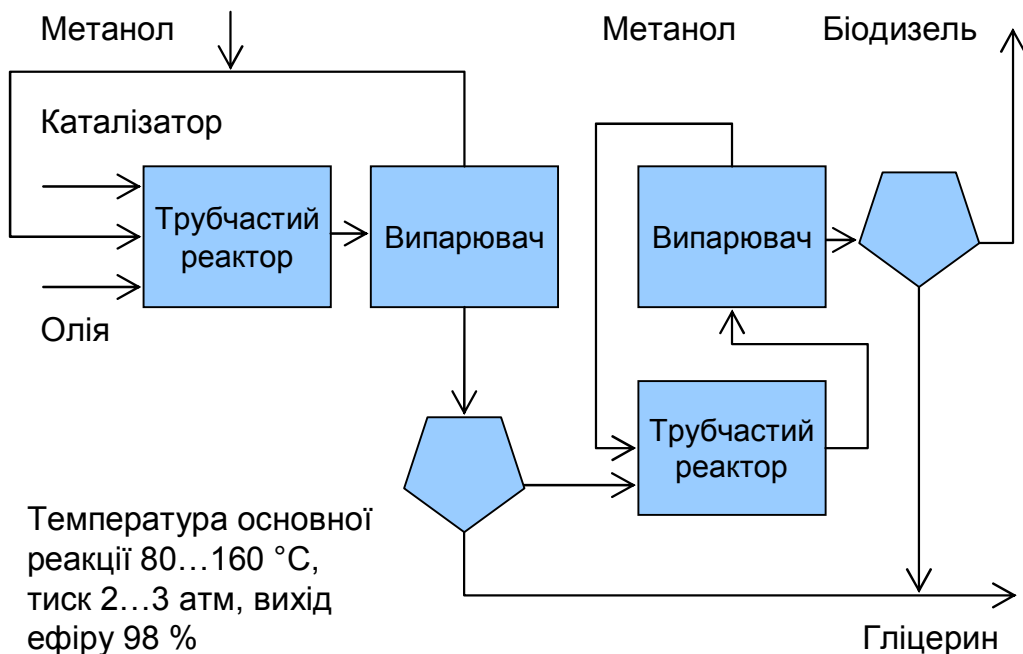 Метанол
Метанол
Біодизель
Каталізатор
Трубчастий
реактор
Випарювач
Випарювач
Олія
Трубчастий
реактор
Температура основної
реакції 80…160 °С,
тиск 2…3 атм, вихід
ефіру 98 %
Гліцерин